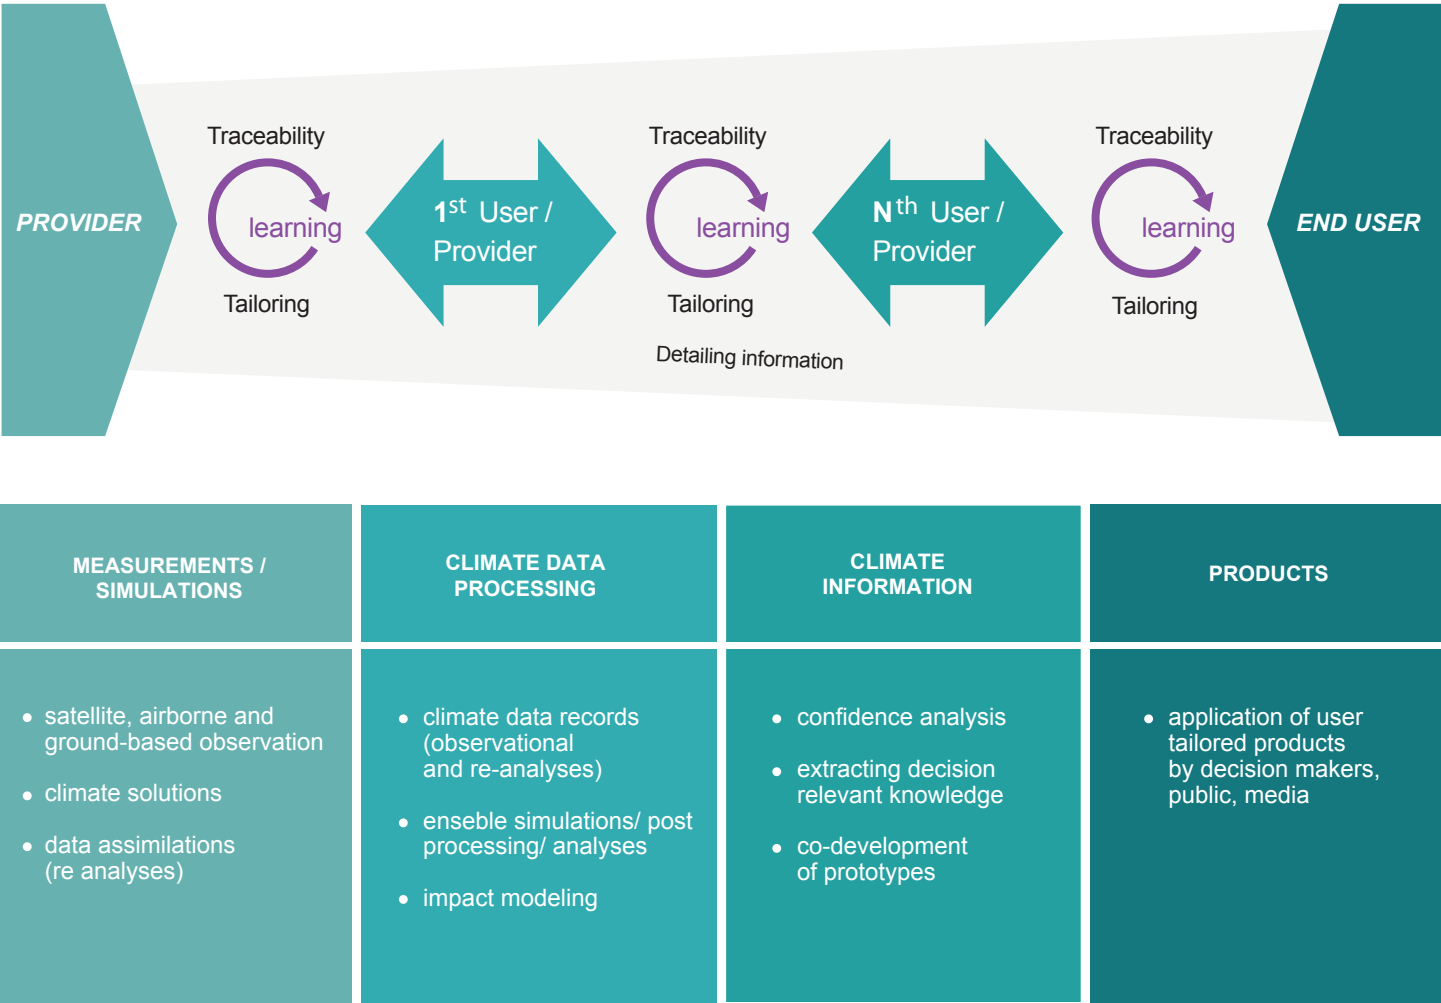 PROVIDER
Traceability
learning
Tailoring
1st User /
Provider
Traceability
learning
Tailoring
Nth User /
Provider
Traceability
learning
Tailoring
END USER
Detailing information
MEASUREMENTS /
SIMULATIONS
satellite, airborne and
ground-based observation
climate solutions
data assimilations
(re analyses)
CLIMATE DATA
PROCESSING
climate data records
(observational
and re-analyses)
enseble simulations/ post
processing/ analyses
impact modeling
CLIMATE
INFORMATION
confidence analysis
extracting decision
relevant knowledge
co-development
of prototypes
PRODUCTS
application of user
tailored products
by decision makers,
public, media